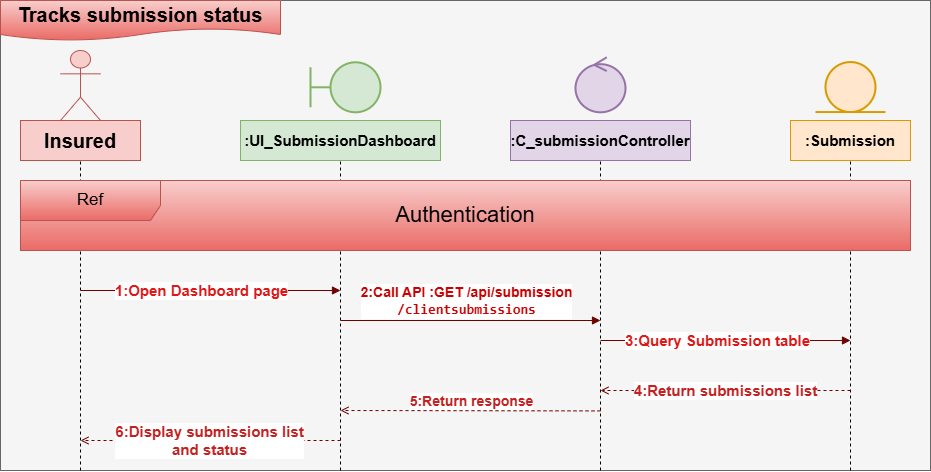 Tracks submission status
Insured
:UI_SubmissionDashboard
:C_submissionController
:Submission
Ref
Authentication
1:Open Dashboard page
2:Call API :GET /api/submission
/clientsubmissions
3:Query Submission table
4:Return submissions list
5:Return response
6:Display submissions list
and status